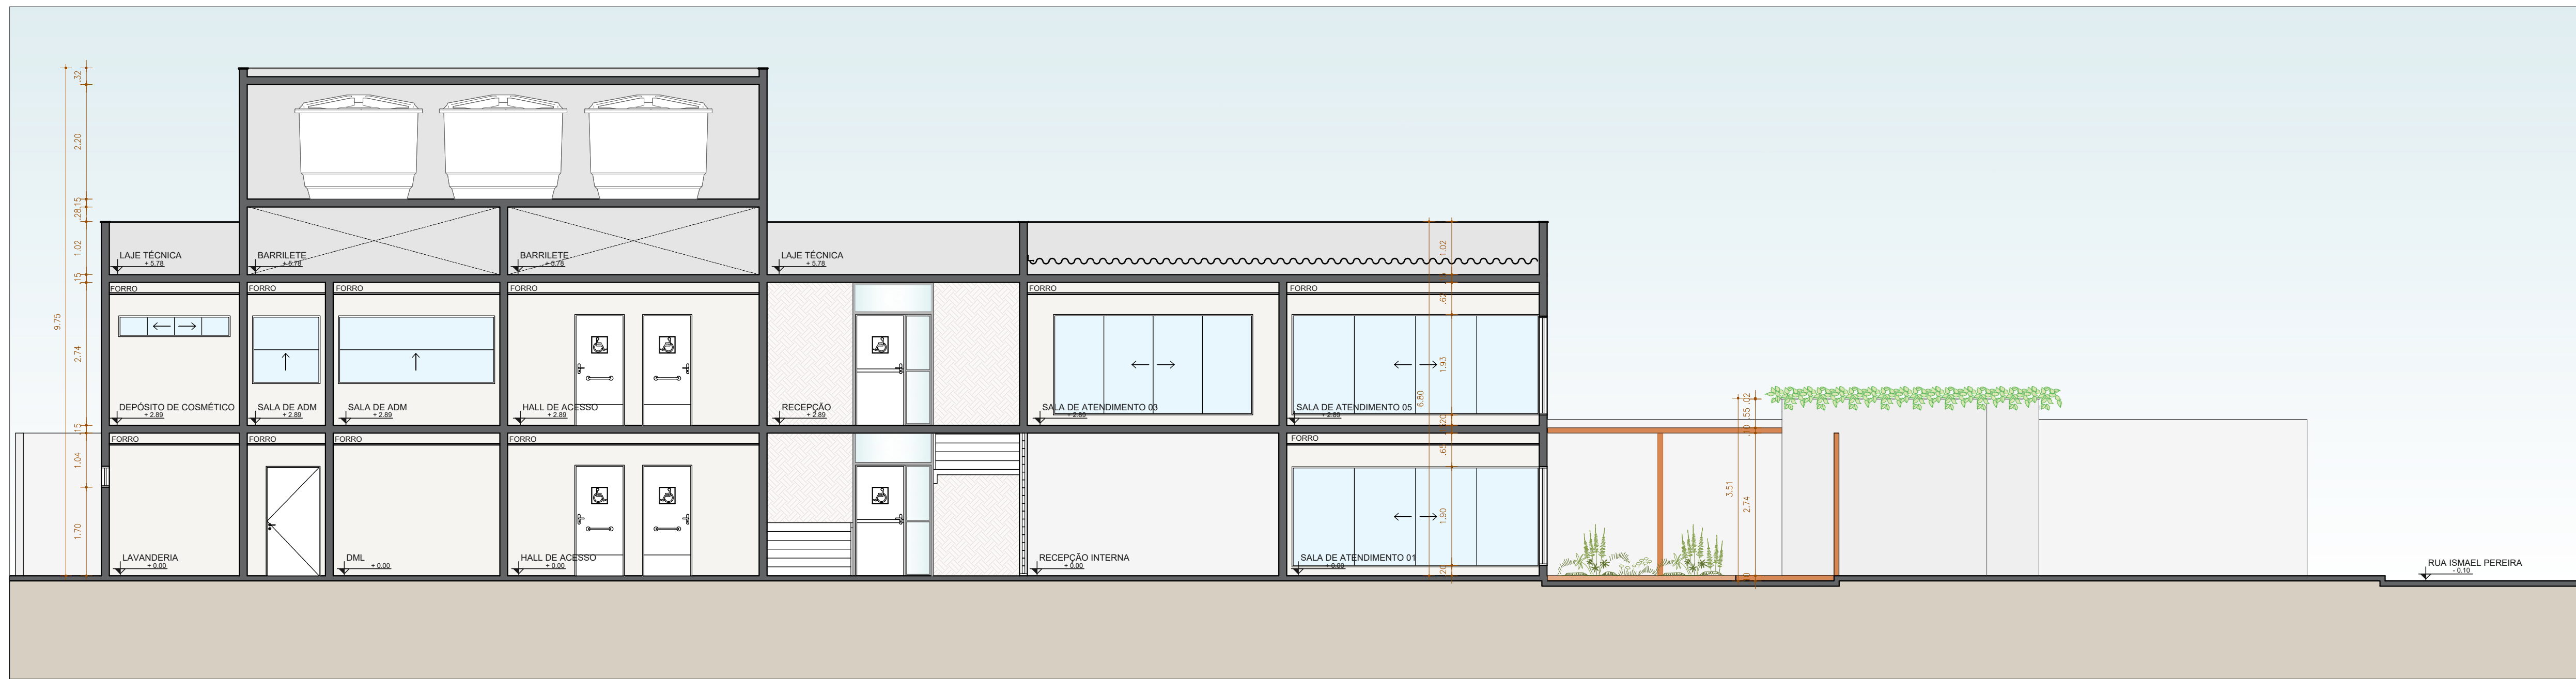 .32
2.20
.15
.28
1.02
.15
9.75
2.74
.15
1.04
1.70
LAJE TÉCNICA
+ 5.78
BARRILETE
+ 5.78
BARRILETE
+ 5.78
LAJE TÉCNICA
+ 5.78
1.02
FORRO
FORRO
FORRO
FORRO
FORRO
FORRO
.62
1.93
6.80
.20
DEPÓSITO DE COSMÉTICO
+ 2.89
SALA DE ADM
+ 2.89
SALA DE ADM
+ 2.89
HALL DE ACESSO
+ 2.89
RECEPÇÃO
+ 2.89
SALA DE ATENDIMENTO 03
+ 2.89
SALA DE ATENDIMENTO 05
+ 2.89
FORRO
FORRO
FORRO
FORRO
FORRO
.65
1.90
.20
.02
.55
.10
3.51
2.74
LAVANDERIA
+ 0.00
DML
+ 0.00
HALL DE ACESSO
+ 0.00
RECEPÇÃO INTERNA
+ 0.00
SALA DE ATENDIMENTO 01
+ 0.00
RUA ISMAEL PEREIRA
- 0.10